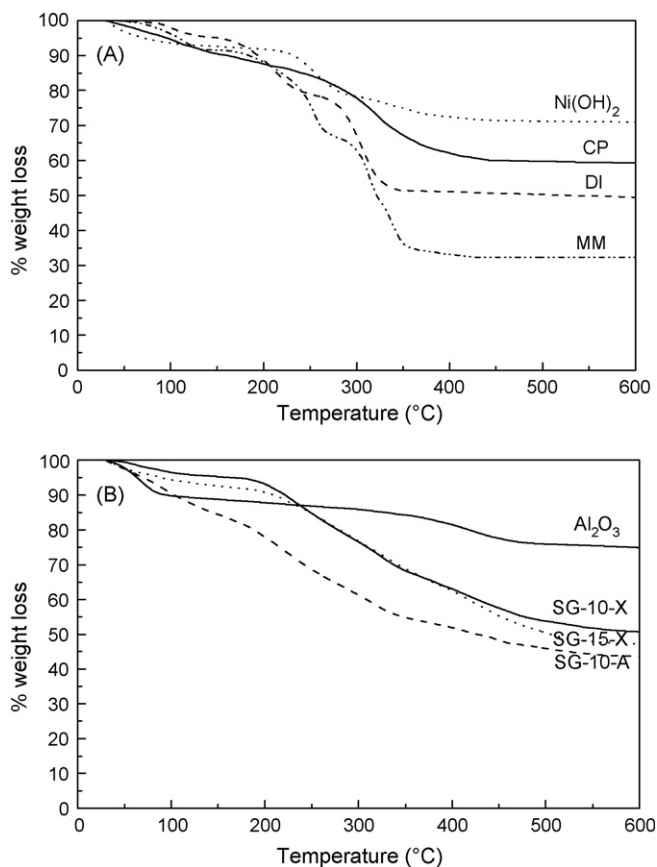 100
90
80
70
60
50
40
30
20
10
0
(A)
Ni(OH)₂
CP
DI
MM
% weight loss
0 100 200 300 400 500 600
Temperature (°C)
100
90
80
70
60
50
40
30
20
10
0
(B)
Al₂O₃
SG-10-X
SG-15-X
SG-10-A
% weight loss
0 100 200 300 400 500 600
Temperature (°C)